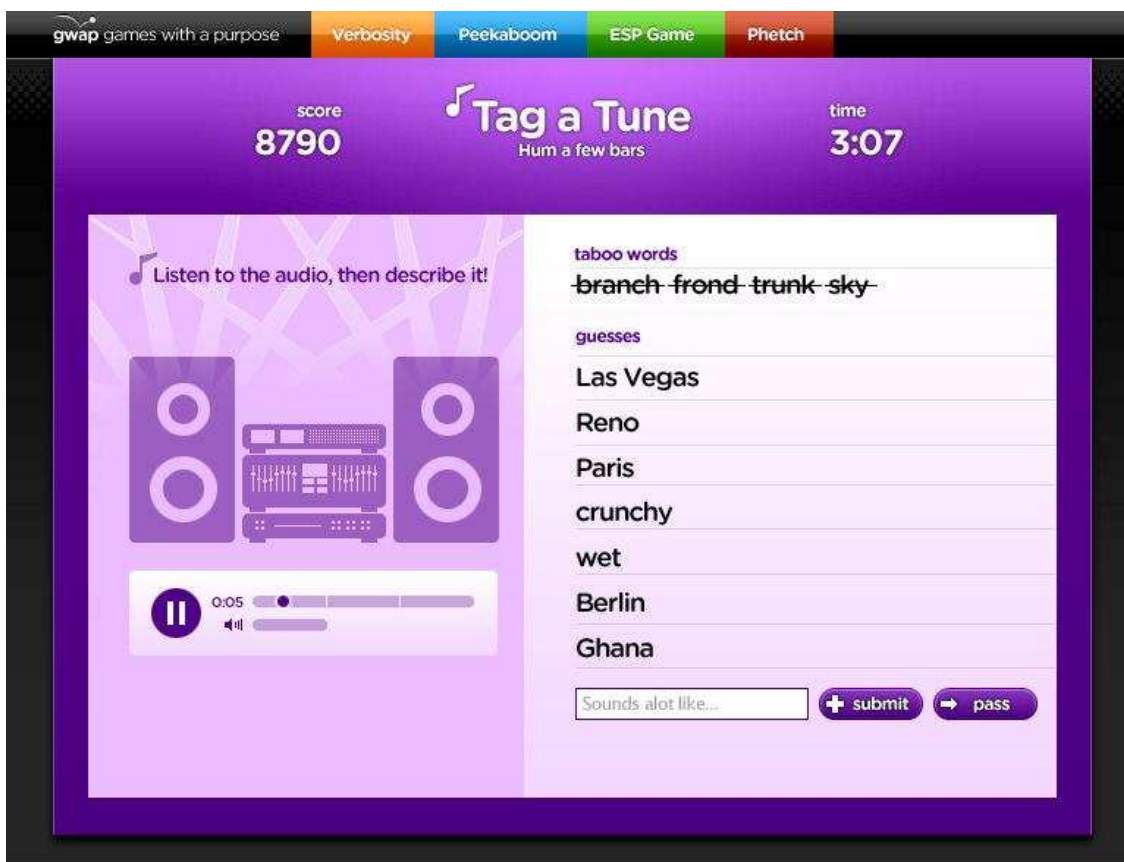 gwap games with a purpose Verbosity Peekaboom ESP Game Phetch
score
8790
Tag a Tune
Hum a few bars
time
3:07
Listen to the audio, then describe it!
0:05
taboo words
branch frond trunk sky
guesses
Las Vegas
Reno
Paris
crunchy
wet
Berlin
Ghana
Sounds alot like... submit pass